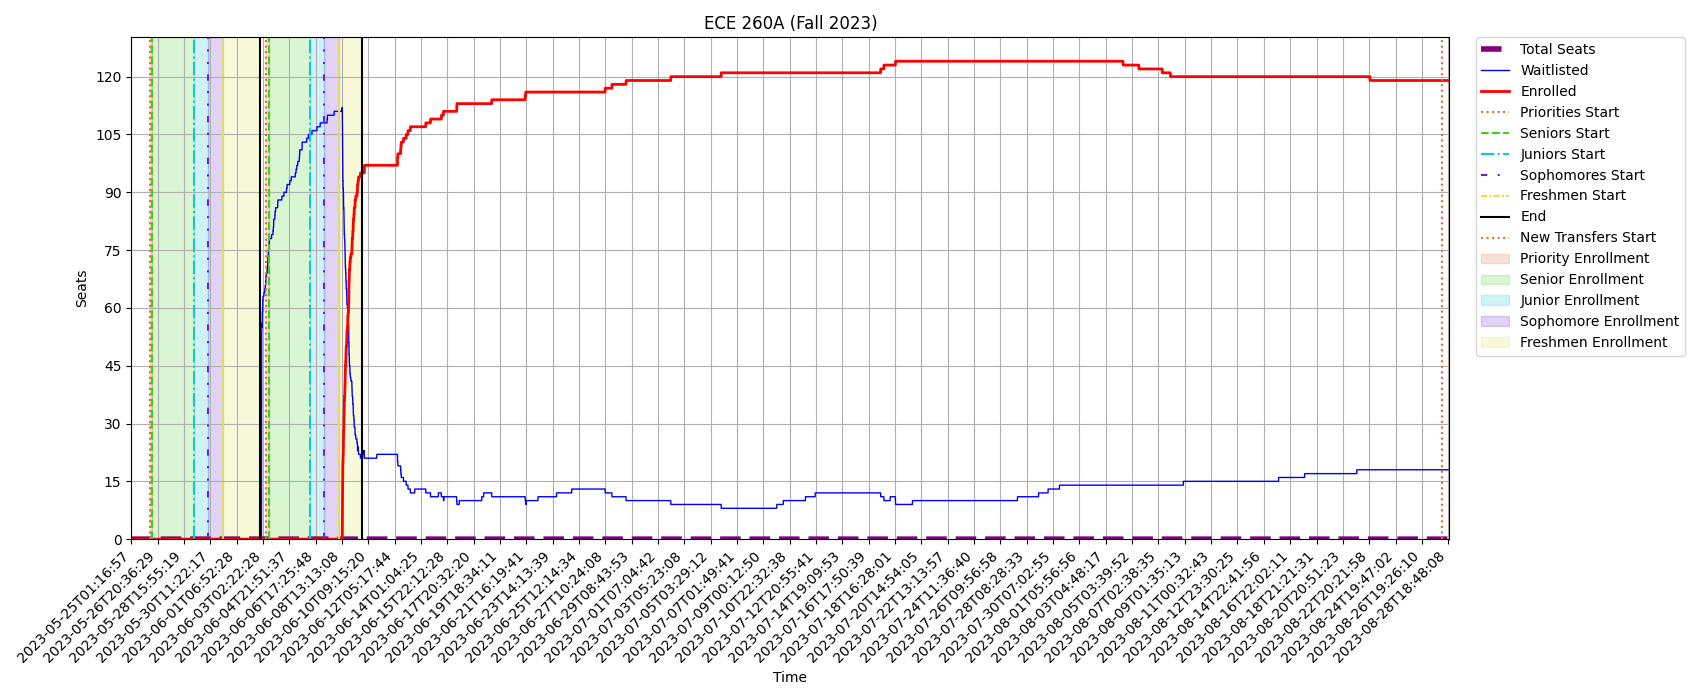 ECE 260A (Fall 2023)
Seats
120
105
90
75
60
45
30
15
0
2023-05-25T01:16:57
2023-05-26T20:36:29
2023-05-28T15:55:19
2023-05-30T11:22:17
2023-06-01T06:52:28
2023-06-03T02:22:28
2023-06-04T21:51:37
2023-06-06T17:25:48
2023-06-08T13:13:08
2023-06-10T09:15:20
2023-06-12T05:17:44
2023-06-14T01:04:25
2023-06-15T22:12:28
2023-06-17T20:32:20
2023-06-19T18:34:11
2023-06-21T16:19:41
2023-06-23T14:13:39
2023-06-25T12:14:34
2023-06-27T10:24:08
2023-06-29T08:43:53
2023-07-01T07:04:42
2023-07-03T05:23:08
2023-07-05T03:29:12
2023-07-07T01:49:41
2023-07-09T00:12:50
2023-07-10T22:32:38
2023-07-12T20:55:41
2023-07-14T19:09:53
2023-07-16T17:50:39
2023-07-18T16:28:01
2023-07-20T14:54:05
2023-07-22T13:13:57
2023-07-24T11:36:40
2023-07-26T09:56:58
2023-07-28T08:28:33
2023-07-30T07:02:55
2023-08-01T05:56:56
2023-08-03T04:48:17
2023-08-05T03:39:52
2023-08-07T02:38:35
2023-08-09T01:35:13
2023-08-11T00:32:43
2023-08-12T23:30:25
2023-08-14T22:41:56
2023-08-16T22:02:11
2023-08-18T21:21:31
2023-08-20T20:51:23
2023-08-22T20:21:58
2023-08-24T19:47:02
2023-08-26T19:26:10
2023-08-28T18:48:08
Time
Total Seats
Waitlisted
Enrolled
Priorities Start
Seniors Start
Juniors Start
Sophomores Start
Freshmen Start
End
New Transfers Start
Priority Enrollment
Senior Enrollment
Junior Enrollment
Sophomore Enrollment
Freshmen Enrollment